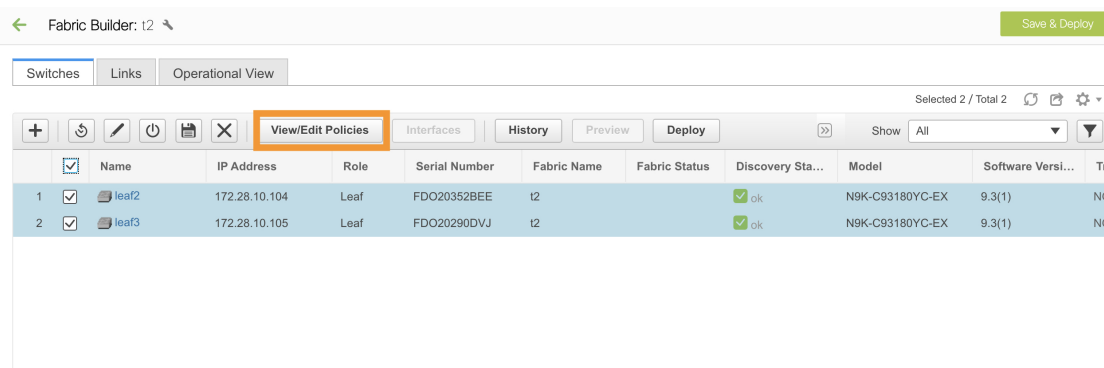 Fabric Builder: t2
Save & Deploy
Switches Links Operational View
Selected 2 / Total 2
View/Edit Policies Interfaces History Preview Deploy Show All
Name IP Address Role Serial Number Fabric Name Fabric Status Discovery Sta... Model Software Versi...
1 leaf2 172.28.10.104 Leaf FDO20352BEE t2 ok N9K-C93180YC-EX 9.3(1)
2 leaf3 172.28.10.105 Leaf FDO20290DVJ t2 ok N9K-C93180YC-EX 9.3(1)